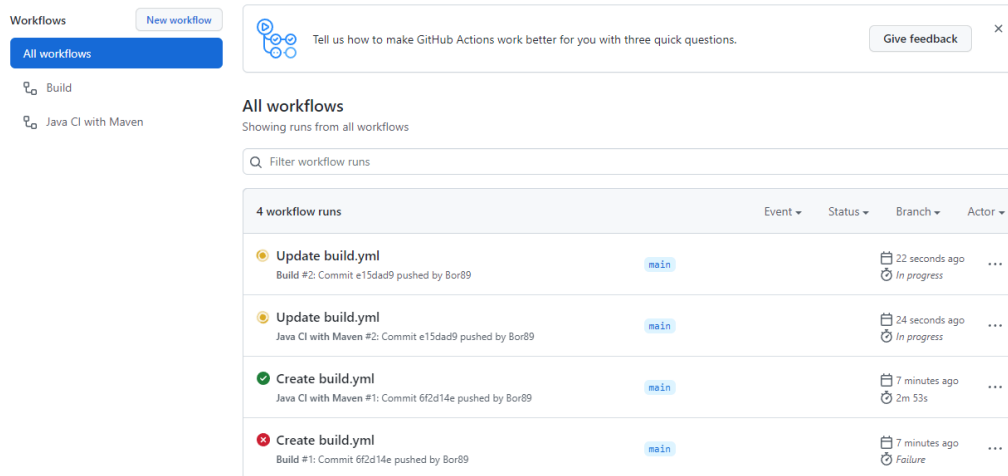 Workflows
New workflow
All workflows
Build
Java CI with Maven
Tell us how to make GitHub Actions work better for you with three quick questions.
Give feedback
All workflows
Showing runs from all workflows
Filter workflow runs
4 workflow runs
Event Status Branch Actor
Update build.yml
Build #2: Commit e15dad9 pushed by Bor89
main
22 seconds ago
In progress
Update build.yml
Java CI with Maven #2: Commit e15dad9 pushed by Bor89
main
24 seconds ago
In progress
Create build.yml
Java CI with Maven #1: Commit 6f2d14e pushed by Bor89
main
7 minutes ago
2m 53s
Create build.yml
Build #1: Commit 6f2d14e pushed by Bor89
main
7 minutes ago
Failure